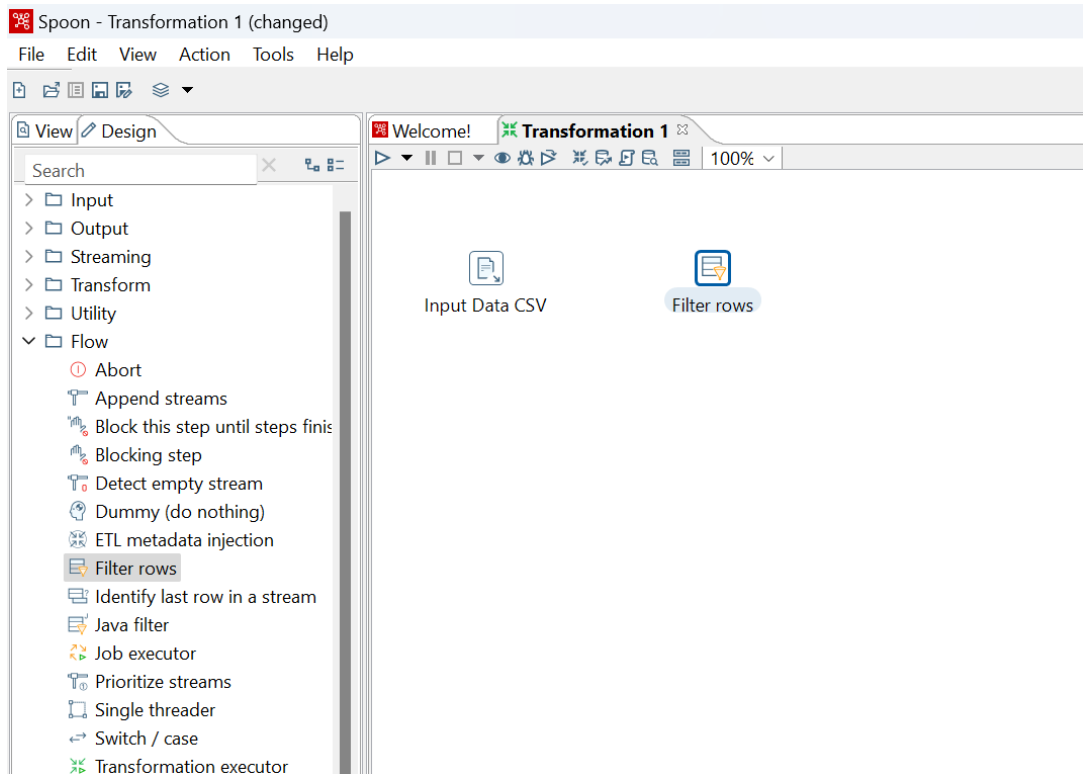 Spoon - Transformation 1 (changed)
File Edit View Action Tools Help
View Design
Welcome! Transformation 1
Search
100%
Input
Output
Streaming
Transform
Utility
Flow
Abort
Append streams
Block this step until steps finis
Blocking step
Detect empty stream
Dummy (do nothing)
ETL metadata injection
Filter rows
Identify last row in a stream
Java filter
Job executor
Prioritize streams
Single threader
Switch / case
Transformation executor
Input Data CSV
Filter rows